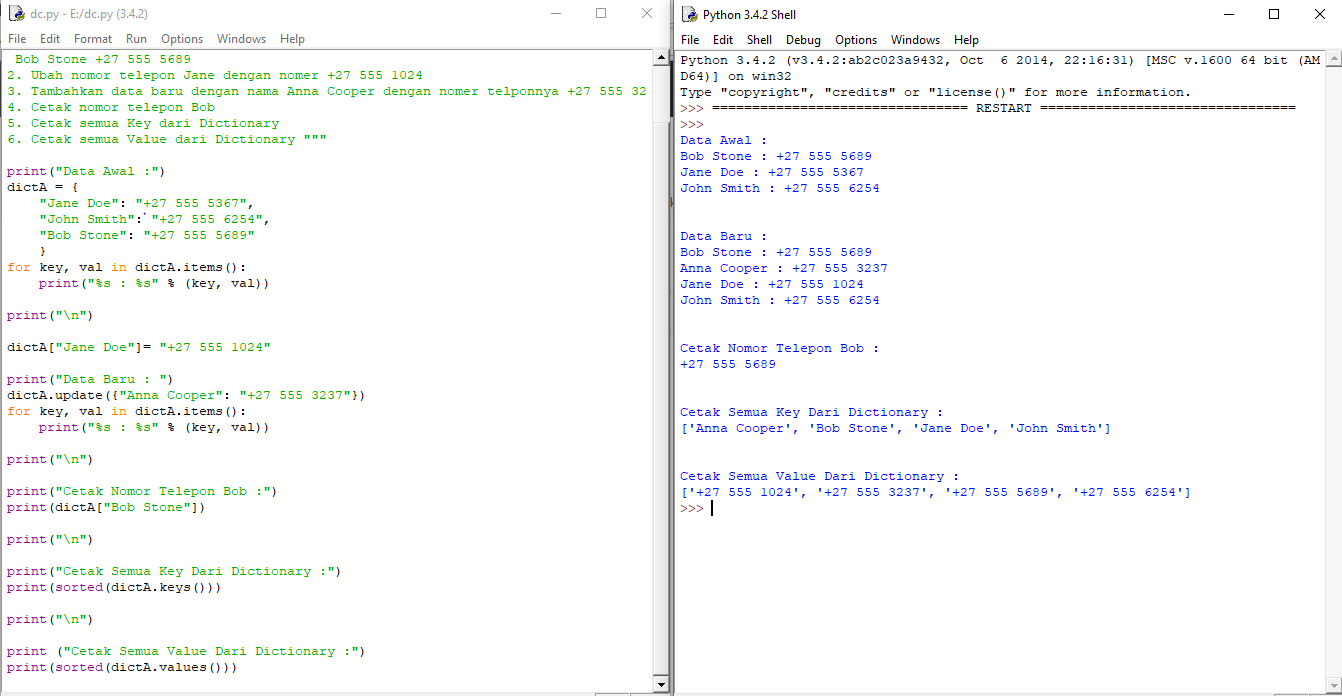 dc.py - E:/dc.py (3.4.2)
File Edit Format Run Options Windows Help
Bob Stone +27 555 5689
2. Ubah nomor telepon Jane dengan nomer +27 555 1024
3. Tambahkan data baru dengan nama Anna Cooper dengan nomer telponnya +27 555 32
4. Cetak nomor telepon Bob
5. Cetak semua Key dari Dictionary
6. Cetak semua Value dari Dictionary """
print("Data Awal :")
dictA = {
    "Jane Doe": "+27 555 5367",
    "John Smith": "+27 555 6254",
    "Bob Stone": "+27 555 5689"
    }
for key, val in dictA.items():
    print("%s : %s" % (key, val))
print("\n")
dictA["Jane Doe"]= "+27 555 1024"
print("Data Baru : ")
dictA.update({"Anna Cooper": "+27 555 3237"})
for key, val in dictA.items():
    print("%s : %s" % (key, val))
print("\n")
print("Cetak Nomor Telepon Bob :")
print(dictA["Bob Stone"])
print("\n")
print("Cetak Semua Key Dari Dictionary :")
print(sorted(dictA.keys()))
print("\n")
print ("Cetak Semua Value Dari Dictionary :")
print(sorted(dictA.values()))
Python 3.4.2 Shell
File Edit Shell Debug Options Windows Help
Python 3.4.2 (v3.4.2:ab2c023a9432, Oct  6 2014, 22:16:31) [MSC v.1600 64 bit (AM
D64)] on win32
Type "copyright", "credits" or "license()" for more information.
>>> ================================ RESTART ================================
>>>
Data Awal :
Bob Stone : +27 555 5689
Jane Doe : +27 555 5367
John Smith : +27 555 6254
Data Baru :
Bob Stone : +27 555 5689
Anna Cooper : +27 555 3237
Jane Doe : +27 555 1024
John Smith : +27 555 6254
Cetak Nomor Telepon Bob :
+27 555 5689
Cetak Semua Key Dari Dictionary :
['Anna Cooper', 'Bob Stone', 'Jane Doe', 'John Smith']
Cetak Semua Value Dari Dictionary :
['+27 555 1024', '+27 555 3237', '+27 555 5689', '+27 555 6254']
>>>